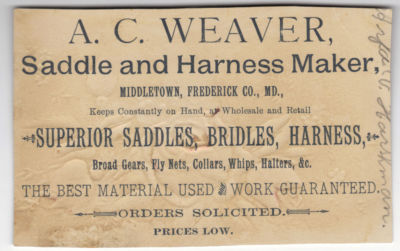 A. C. WEAVER,
Saddle and Harness Maker,
MIDDLETOWN, FREDERICK CO., MD.,
Keeps Constantly on Hand, at Wholesale and Retail
SUPERIOR SADDLES, BRIDLES, HARNESS,
Broad Gears, Fly Nets, Collars, Whips, Halters, &c.
THE BEST MATERIAL USED AND WORK GUARANTEED.
ORDERS SOLICITED.
PRICES LOW.